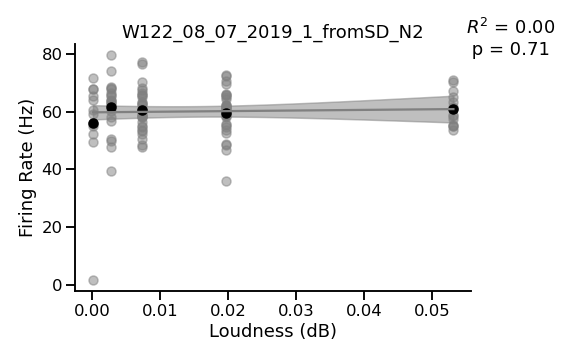 W122_08_07_2019_1_fromSD_N2
R² = 0.00
p = 0.71
Firing Rate (Hz)
80
60
40
20
0
0.00 0.01 0.02 0.03 0.04 0.05
Loudness (dB)